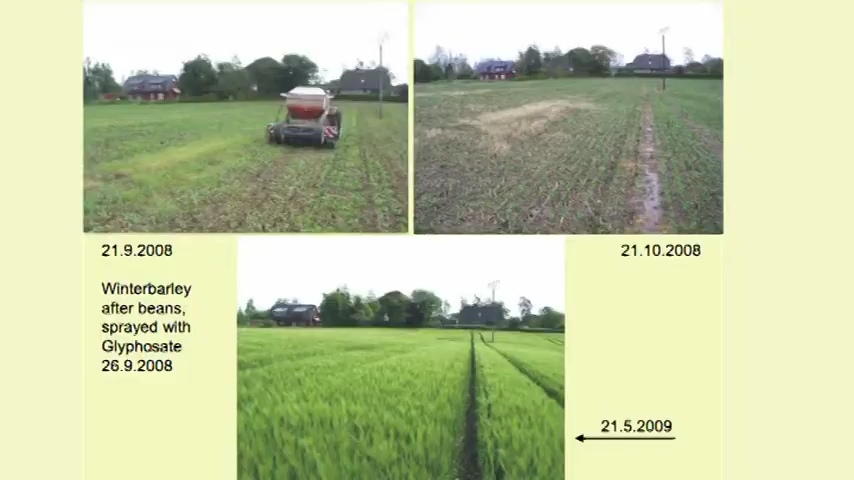 21.9.2008
21.10.2008
Winterbarley
after beans,
sprayed with
Glyphosate
26.9.2008
21.5.2009